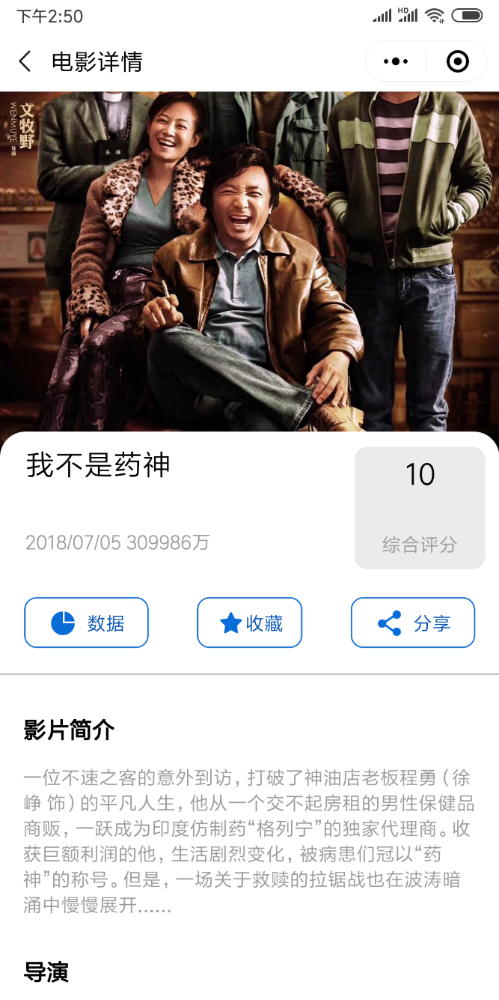 下午2:50
HD
电影详情
文牧野
WENMUYE 导演
我不是药神
10
2018/07/05 309986万
综合评分
数据
收藏
分享
影片简介
一位不速之客的意外到访，打破了神油店老板程勇（徐
峥 饰）的平凡人生，他从一个交不起房租的男性保健品
商贩，一跃成为印度仿制药“格列宁”的独家代理商。收
获巨额利润的他，生活剧烈变化，被病患们冠以“药
神”的称号。但是，一场关于救赎的拉锯战也在波涛暗
涌中慢慢展开......
导演